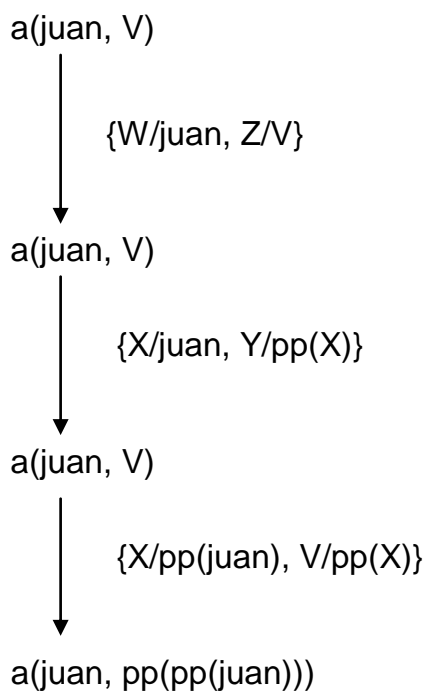 a(juan, V)
{W/juan, Z/V}
a(juan, V)
{X/juan, Y/pp(X)}
a(juan, V)
{X/pp(juan), V/pp(X)}
a(juan, pp(pp(juan)))